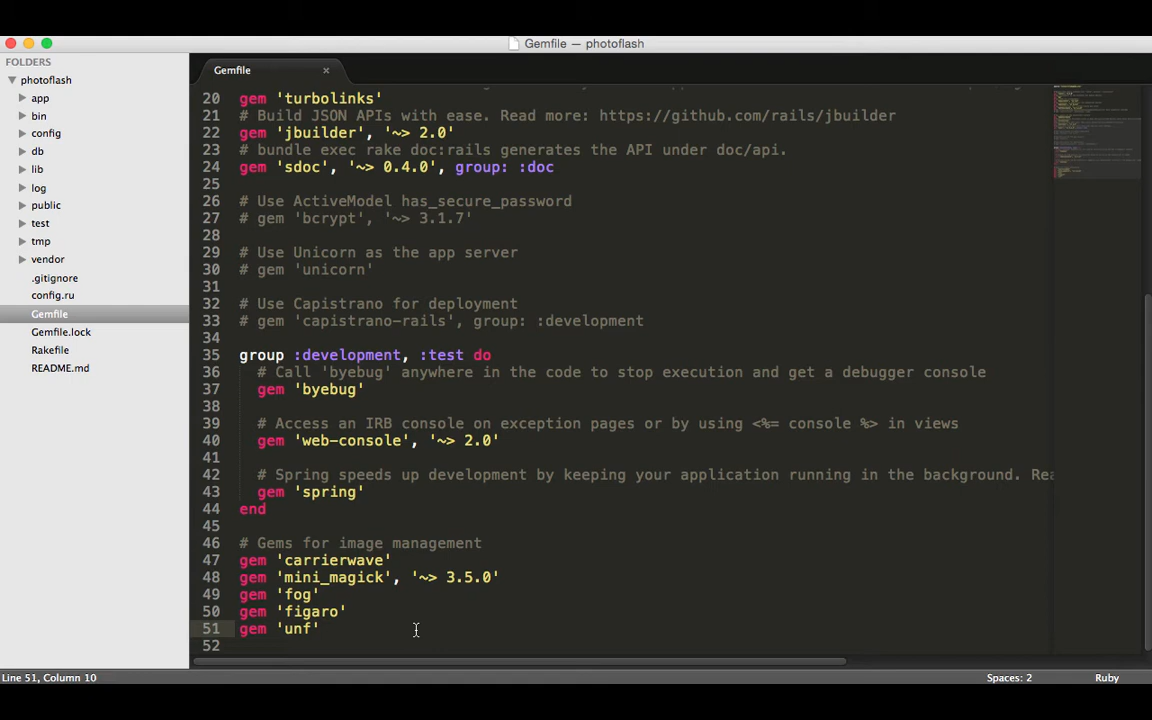 Gemfile — photoflash
FOLDERS
photoflash
app
bin
config
db
lib
log
public
test
tmp
vendor
.gitignore
config.ru
Gemfile
Gemfile.lock
Rakefile
README.md
Gemfile ×
20 gem 'turbolinks'
21 # Build JSON APIs with ease. Read more: https://github.com/rails/jbuilder
22 gem 'jbuilder', '~> 2.0'
23 # bundle exec rake doc:rails generates the API under doc/api.
24 gem 'sdoc', '~> 0.4.0', group: :doc
25
26 # Use ActiveModel has_secure_password
27 # gem 'bcrypt', '~> 3.1.7'
28
29 # Use Unicorn as the app server
30 # gem 'unicorn'
31
32 # Use Capistrano for deployment
33 # gem 'capistrano-rails', group: :development
34
35 group :development, :test do
36 # Call 'byebug' anywhere in the code to stop execution and get a debugger console
37 gem 'byebug'
38
39 # Access an IRB console on exception pages or by using <%= console %> in views
40 gem 'web-console', '~> 2.0'
41
42 # Spring speeds up development by keeping your application running in the background. Rea
43 gem 'spring'
44 end
45
46 # Gems for image management
47 gem 'carrierwave'
48 gem 'mini_magick', '~> 3.5.0'
49 gem 'fog'
50 gem 'figaro'
51 gem 'unf'
52
Line 51, Column 10
Spaces: 2
Ruby